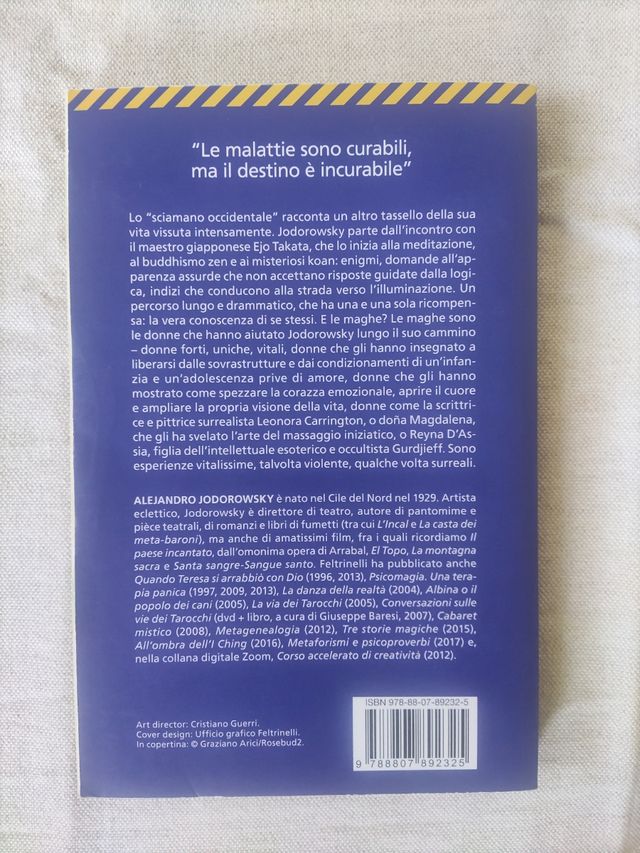 “Le malattie sono curabili,
ma il destino è incurabile”
Lo “sciamano occidentale” racconta un altro tassello della sua
vita vissuta intensamente. Jodorowsky parte dall’incontro con
il maestro giapponese Ejo Takata, che lo inizia alla meditazione,
al buddhismo zen e ai misteriosi koan: enigmi, domande all’ap-
parenza assurde che non accettano risposte guidate dalla logi-
ca, indizi che conducono alla strada verso l’illuminazione. Un
percorso lungo e drammatico, che ha una e una sola ricompen-
sa: la vera conoscenza di se stessi. E le maghe? Le maghe sono
le donne che hanno aiutato Jodorowsky lungo il suo cammino
– donne forti, uniche, vitali, donne che gli hanno insegnato a
liberarsi dalle sovrastrutture e dai condizionamenti di un’infan-
zia e un’adolescenza prive di amore, donne che gli hanno
mostrato come spezzare la corazza emozionale, aprire il cuore
e ampliare la propria visione della vita, donne come la scrittri-
ce e pittrice surrealista Leonora Carrington, o doña Magdalena,
che gli ha svelato l’arte del massaggio iniziatico, o Reyna D’As-
sia, figlia dell’intellettuale esoterico e occultista Gurdjieff. Sono
esperienze vitalissime, talvolta violente, qualche volta surreali.
ALEJANDRO JODOROWSKY è nato nel Cile del Nord nel 1929. Artista
eclettico, Jodorowsky è direttore di teatro, autore di pantomime e
pièce teatrali, di romanzi e libri di fumetti (tra cui L’Incal e La casta dei
meta-baroni), ma anche di amatissimi film, fra i quali ricordiamo Il
paese incantato, dall’omonima opera di Arrabal, El Topo, La montagna
sacra e Santa sangre-Sangue santo. Feltrinelli ha pubblicato anche
Quando Teresa si arrabbiò con Dio (1996, 2013), Psicomagia. Una tera-
pia panica (1997, 2009, 2013), La danza della realtà (2004), Albina o il
popolo dei cani (2005), La via dei Tarocchi (2005), Conversazioni sulle
vie dei Tarocchi (dvd + libro, a cura di Giuseppe Baresi, 2007), Cabaret
mistico (2008), Metagenealogia (2012), Tre storie magiche (2015),
All’ombra dell’I Ching (2016), Metaforismi e psicoproverbi (2017) e,
nella collana digitale Zoom, Corso accelerato di creatività (2012).
Art director: Cristiano Guerri.
Cover design: Ufficio grafico Feltrinelli.
In copertina: © Graziano Arici/Rosebud2.
ISBN 978-88-07-89232-5
9 788807 892325